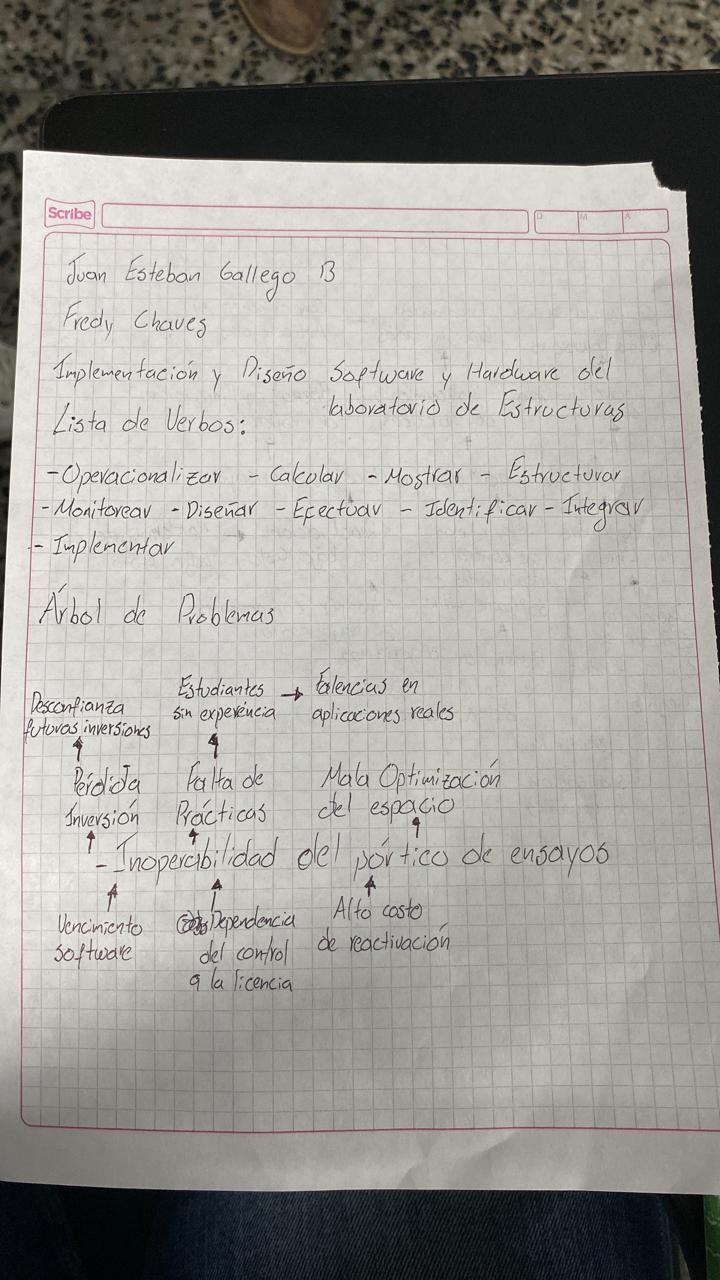 Scribe
D M A
Juan Esteban Gallego B
Fredy Chaves
Implementación y Diseño Software y Hardware del
laboratorio de Estructuras
Lista de Verbos:
- Operacionalizar - Calcular - Mostrar - Estructurar
- Monitorear - Diseñar - Efectuar - Identificar - Integrar
- Implementar
Árbol de Problemas
Desconfianza
futuras inversiones
Estudiantes → Falencias en
sin experencia aplicaciones reales
Pérdida Falta de Mala Optimización
Inversión Prácticas del espacio
- Inoperabilidad del pórtico de ensayos
Vencimiento Dependencia Alto costo
software del control de reactivación
a la licencia